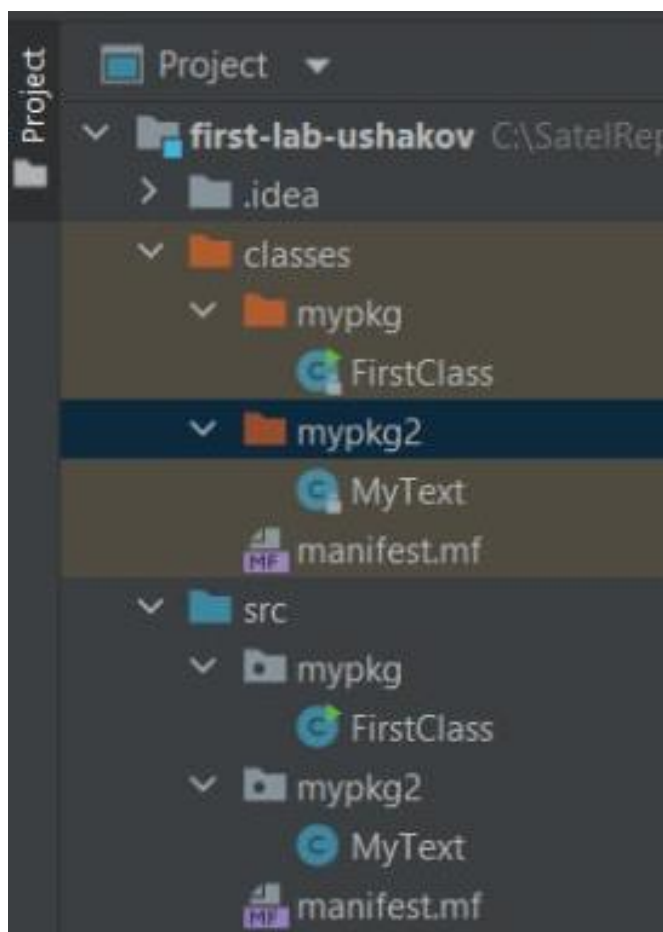 Project
Project
first-lab-ushakov C:\SatelRep
.idea
classes
mypkg
FirstClass
mypkg2
MyText
manifest.mf
src
mypkg
FirstClass
mypkg2
MyText
manifest.mf